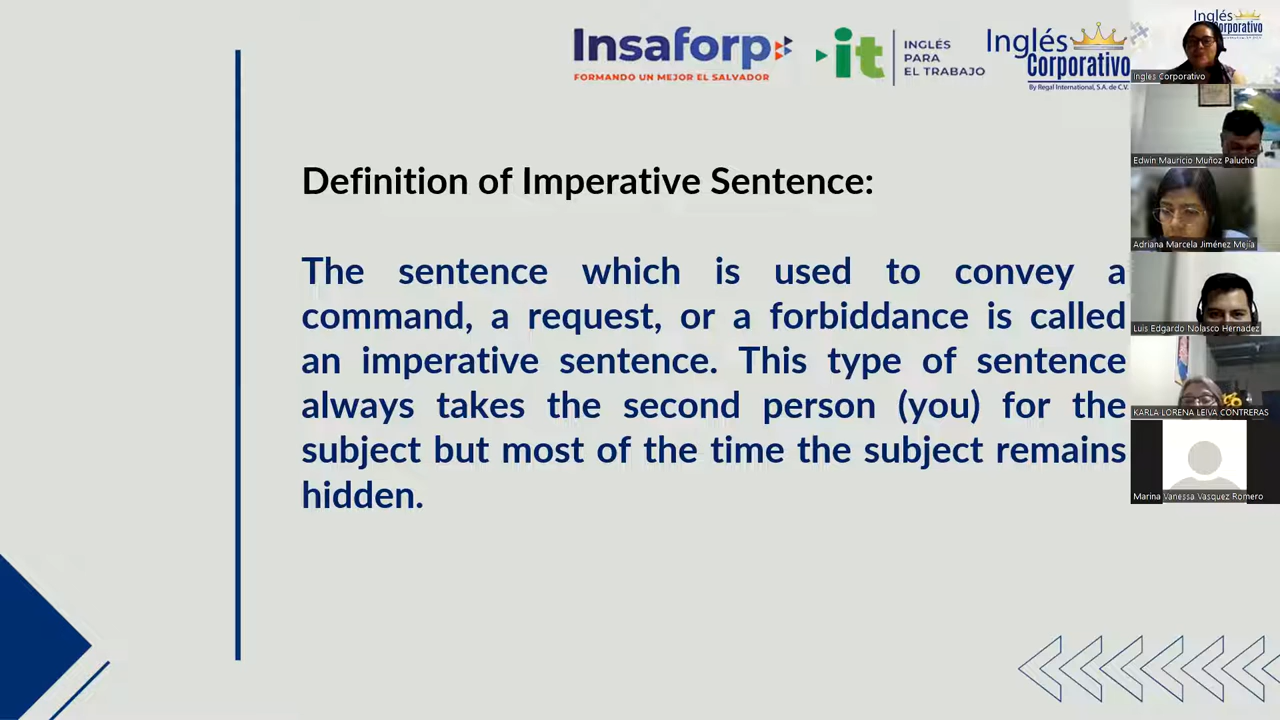 Insaforp
FORMANDO UN MEJOR EL SALVADOR
it
INGLÉS
PARA
EL TRABAJO
Inglés
Corporativo
By Regal International, S.A. de C.V.
Definition of Imperative Sentence:
The sentence which is used to convey a
command, a request, or a forbiddance is called
an imperative sentence. This type of sentence
always takes the second person (you) for the
subject but most of the time the subject remains
hidden.
Inglés
Corporativo
Ingles Corporativo
Edwin Mauricio Muñoz Palucho
Adriana Marcela Jiménez Mejía
Luis Edgardo Nolasco Hernadez
KARLA LORENA LEIVA CONTRERAS
Marina Vanessa Vasquez Romero